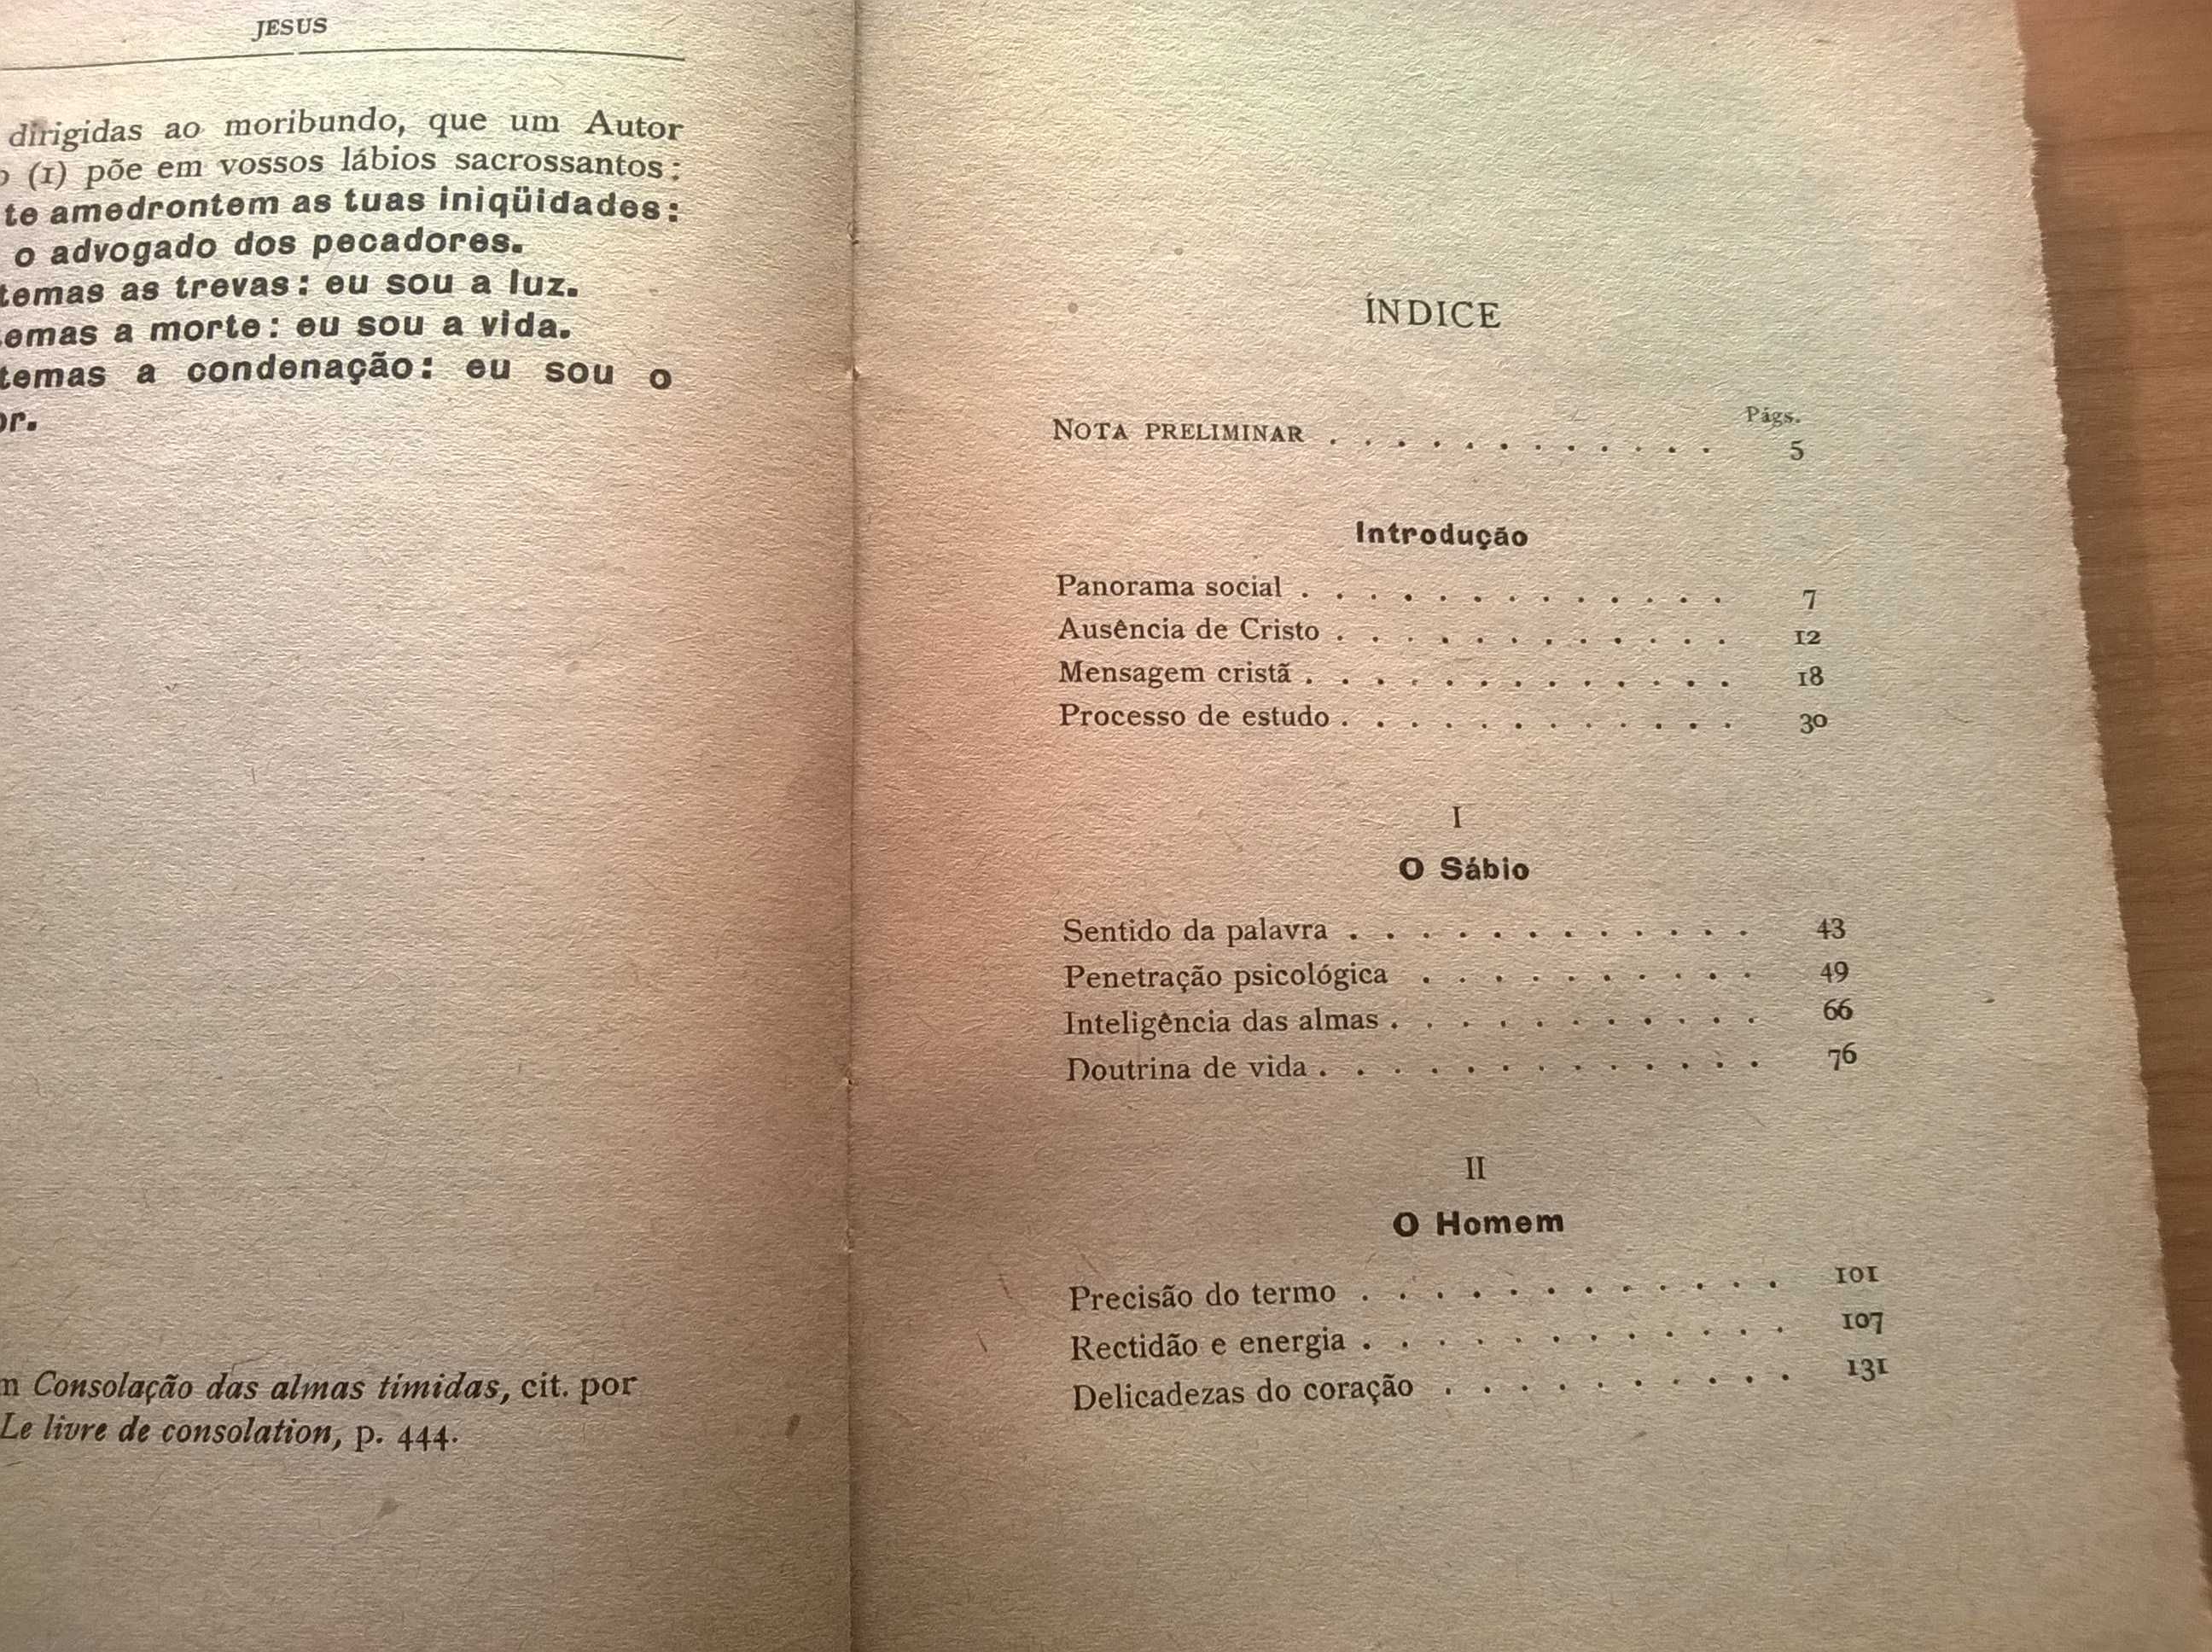 JESUS
dirigidas ao moribundo, que um Autor
(1) põe em vossos lábios sacrossantos:
te amedrontem as tuas iniqüidades:
o advogado dos pecadores.
temas as trevas: eu sou a luz.
temas a morte: eu sou a vida.
temas a condenação: eu sou o
or.
m Consolação das almas tímidas, cit. por
Le livre de consolation, p. 444.
ÍNDICE
Págs.
NOTA PRELIMINAR . . . . . . . . . . . . 5
Introdução
Panorama social . . . . . . . . . . . . . 7
Ausência de Cristo . . . . . . . . . . . . 12
Mensagem cristã . . . . . . . . . . . . . 18
Processo de estudo . . . . . . . . . . . . 30
I
O Sábio
Sentido da palavra . . . . . . . . . . . . 43
Penetração psicológica . . . . . . . . . . 49
Inteligência das almas . . . . . . . . . . . 66
Doutrina de vida . . . . . . . . . . . . . 76
II
O Homem
Precisão do termo . . . . . . . . . . . . 101
Rectidão e energia . . . . . . . . . . . . 107
Delicadezas do coração . . . . . . . . . . 131